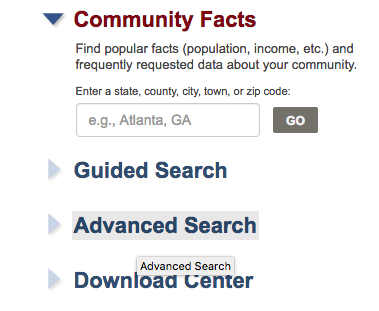 Community Facts
Find popular facts (population, income, etc.) and
frequently requested data about your community.
Enter a state, county, city, town, or zip code:
e.g., Atlanta, GA
GO
Guided Search
Advanced Search
Advanced Search
Download Center